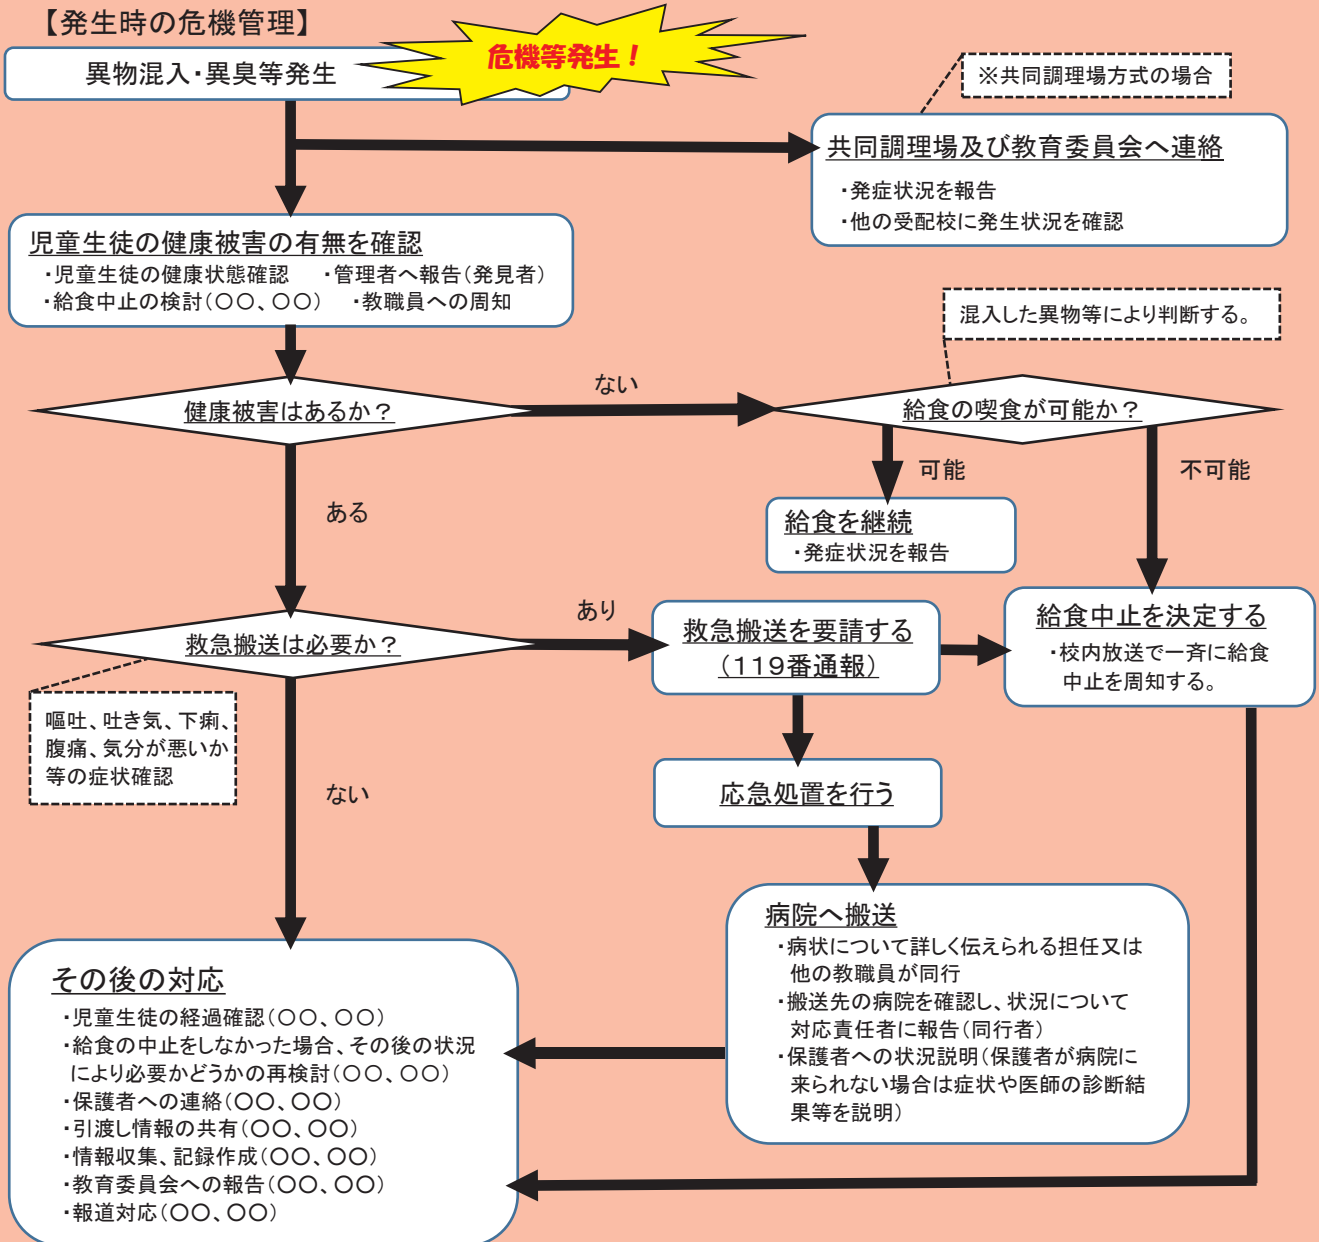 【発生時の危機管理】
危機等発生！
異物混入・異臭等発生
※共同調理場方式の場合
共同調理場及び教育委員会へ連絡
・発症状況を報告
・他の受配校に発生状況を確認
児童生徒の健康被害の有無を確認
・児童生徒の健康状態確認　・管理者へ報告（発見者）
・給食中止の検討（〇〇、〇〇）　・教職員への周知
混入した異物等により判断する。
健康被害はあるか？
ない
給食の喫食が可能か？
可能
不可能
ある
給食を継続
・発症状況を報告
救急搬送は必要か？
あり
救急搬送を要請する
（１１９番通報）
給食中止を決定する
・校内放送で一斉に給食
中止を周知する。
嘔吐、吐き気、下痢、
腹痛、気分が悪いか
等の症状確認
ない
応急処置を行う
病院へ搬送
・病状について詳しく伝えられる担任又は
他の教職員が同行
・搬送先の病院を確認し、状況について
対応責任者に報告（同行者）
・保護者への状況説明（保護者が病院に
来られない場合は症状や医師の診断結
果等を説明）
その後の対応
・児童生徒の経過確認（〇〇、〇〇）
・給食の中止をしなかった場合、その後の状況
により必要かどうかの再検討（〇〇、〇〇）
・保護者への連絡（〇〇、〇〇）
・引渡し情報の共有（〇〇、〇〇）
・情報収集、記録作成（〇〇、〇〇）
・教育委員会への報告（〇〇、〇〇）
・報道対応（〇〇、〇〇）